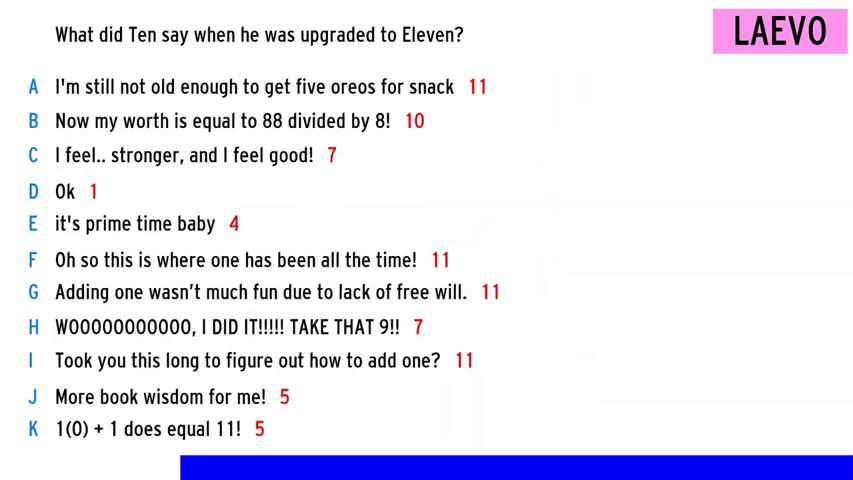 What did Ten say when he was upgraded to Eleven?
LAEVO
A I'm still not old enough to get five oreos for snack 11
B Now my worth is equal to 88 divided by 8! 10
C I feel.. stronger, and I feel good! 7
D Ok 1
E it's prime time baby 4
F Oh so this is where one has been all the time! 11
G Adding one wasn't much fun due to lack of free will. 11
H WOOOOOOOOOOO, I DID IT!!!!! TAKE THAT 9!! 7
I Took you this long to figure out how to add one? 11
J More book wisdom for me! 5
K 1(0) + 1 does equal 11! 5